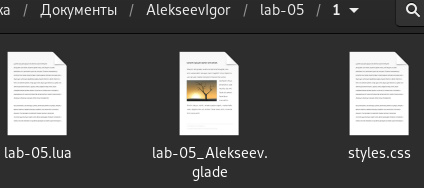 ка / Документы / AlekseevIgor / lab-05 / 1
lab-05.lua
lab-05_Alekseev.
glade
styles.css